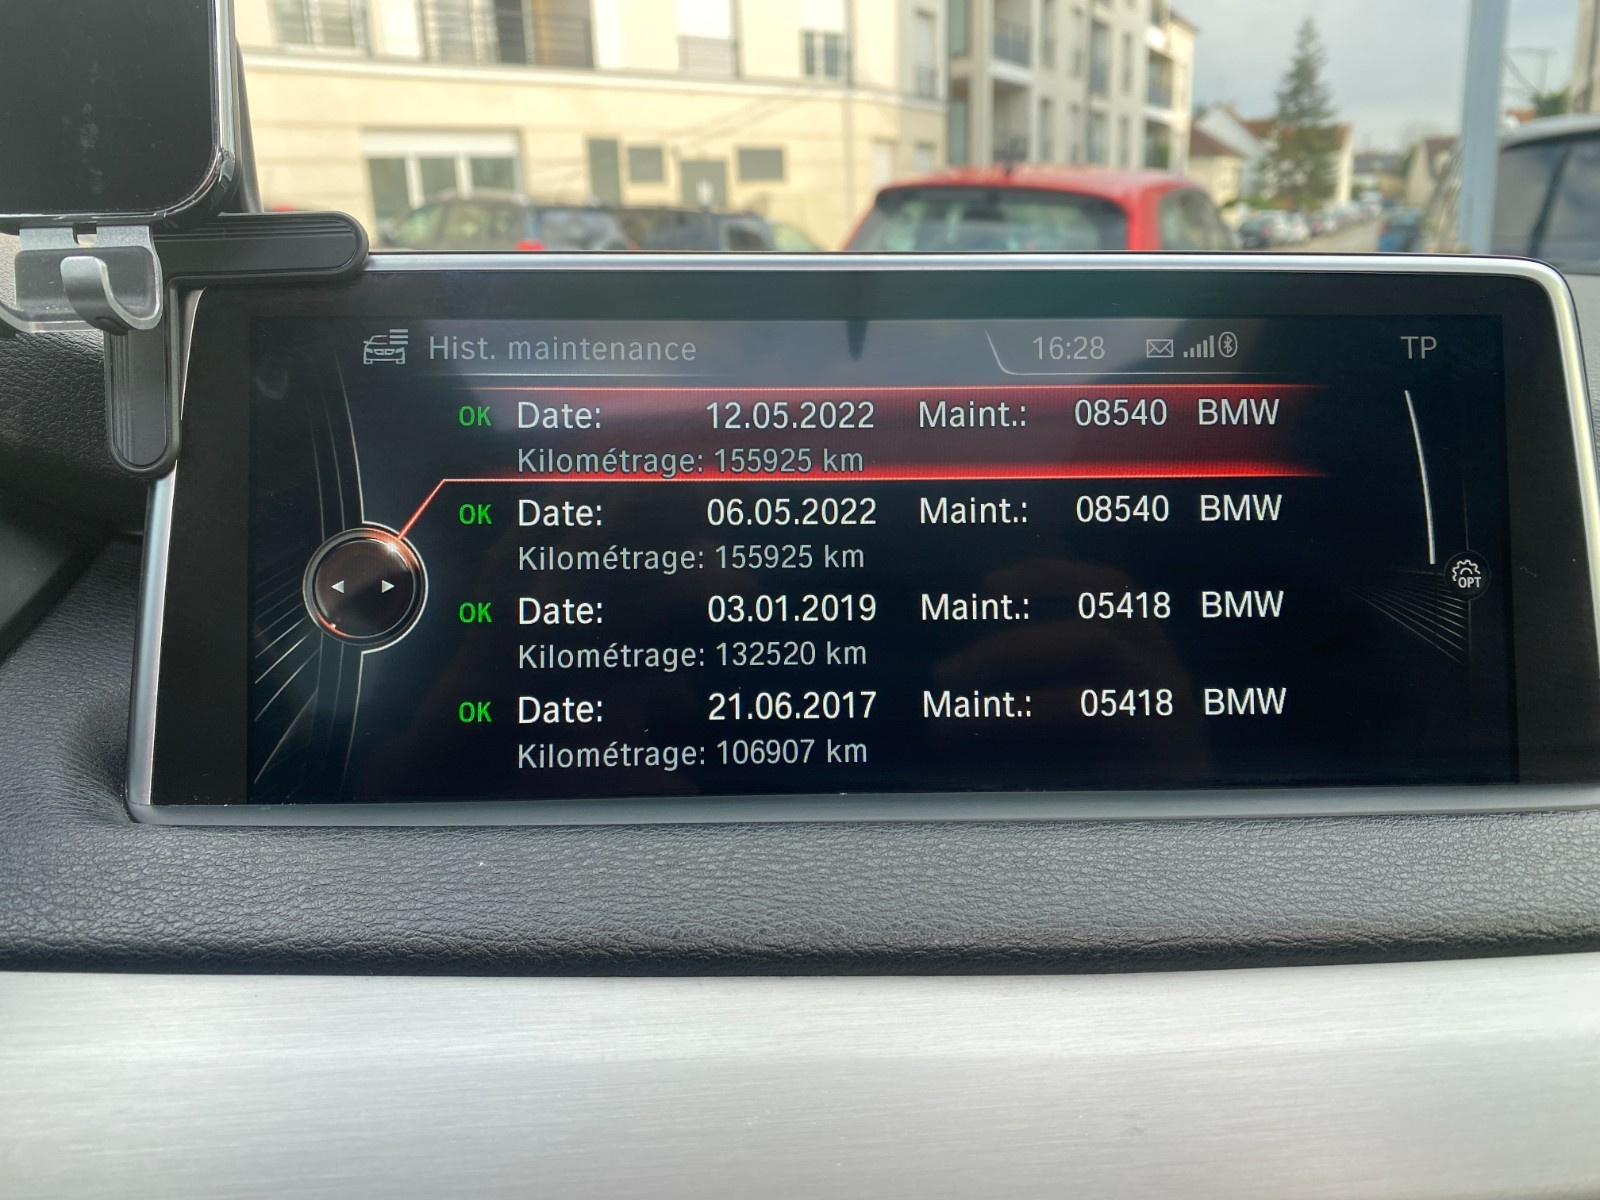 Hist. maintenance 16:28 TP
OK Date: 12.05.2022 Maint.: 08540 BMW
Kilométrage: 155925 km
OK Date: 06.05.2022 Maint.: 08540 BMW
Kilométrage: 155925 km
OPT
OK Date: 03.01.2019 Maint.: 05418 BMW
Kilométrage: 132520 km
OK Date: 21.06.2017 Maint.: 05418 BMW
Kilométrage: 106907 km